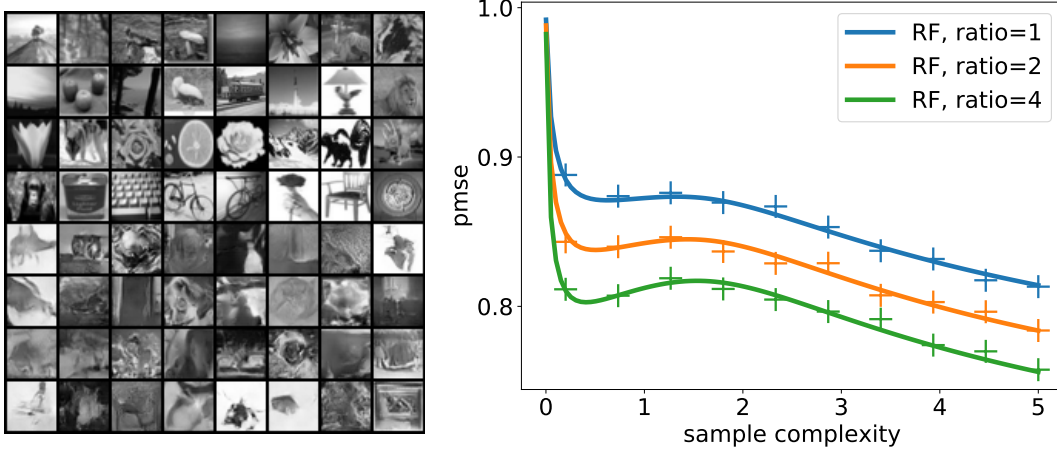 1.0
0.9
0.8
pmse
RF, ratio=1
RF, ratio=2
RF, ratio=4
0 1 2 3 4 5
sample complexity